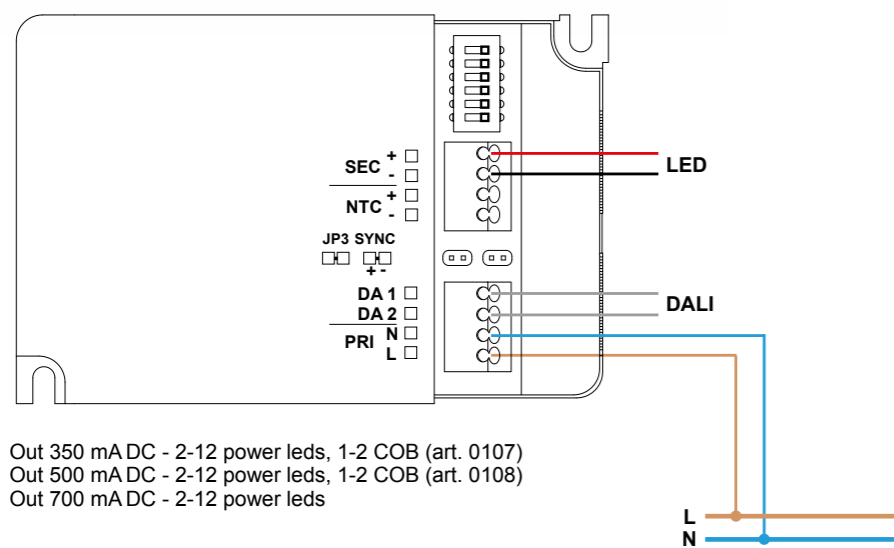 SEC +
-
LED
NTC +
-
JP3 SYNC
+ -
DA 1
DA 2
DALI
PRI N
L
Out 350 mA DC - 2-12 power leds, 1-2 COB (art. 0107)
Out 500 mA DC - 2-12 power leds, 1-2 COB (art. 0108)
Out 700 mA DC - 2-12 power leds
L
N